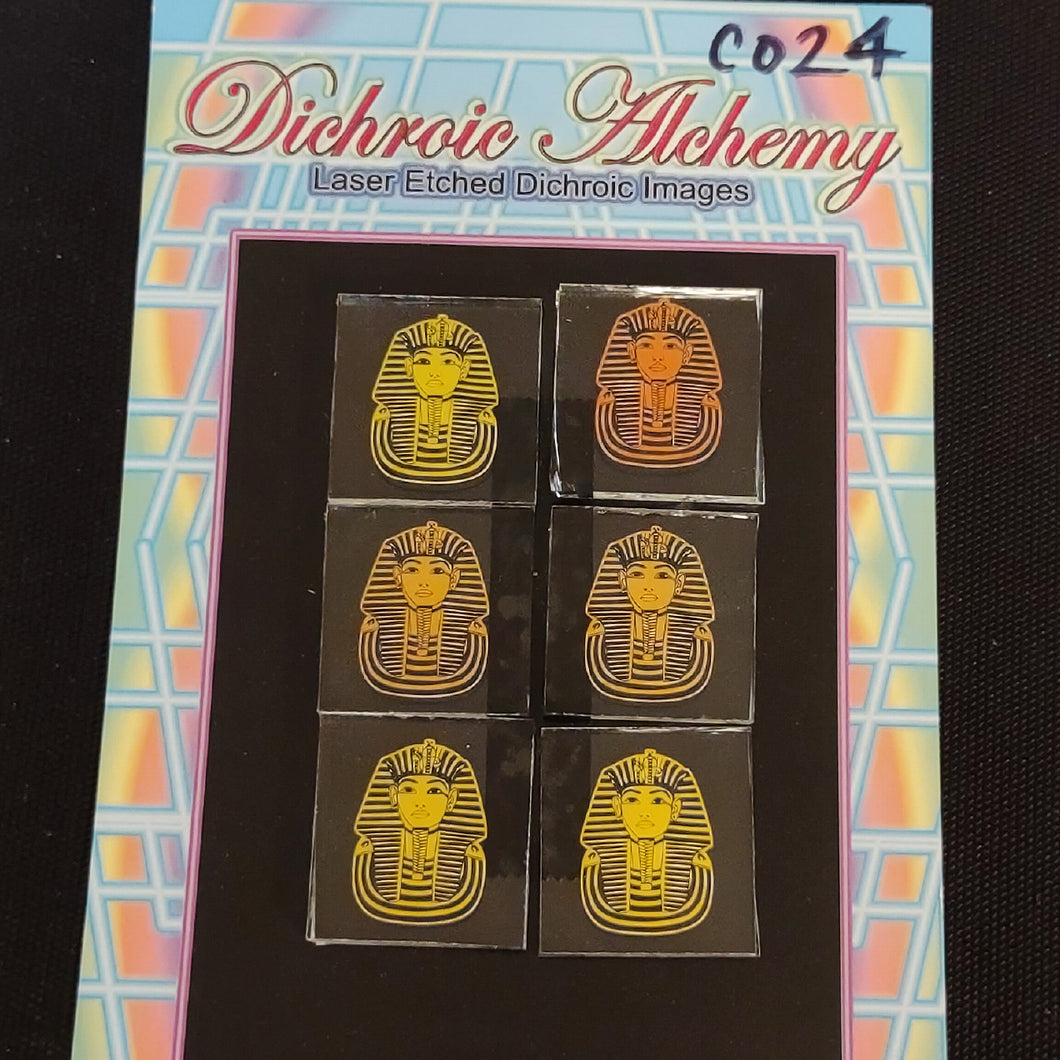 C024
Dichroic Alchemy
Laser Etched Dichroic Images